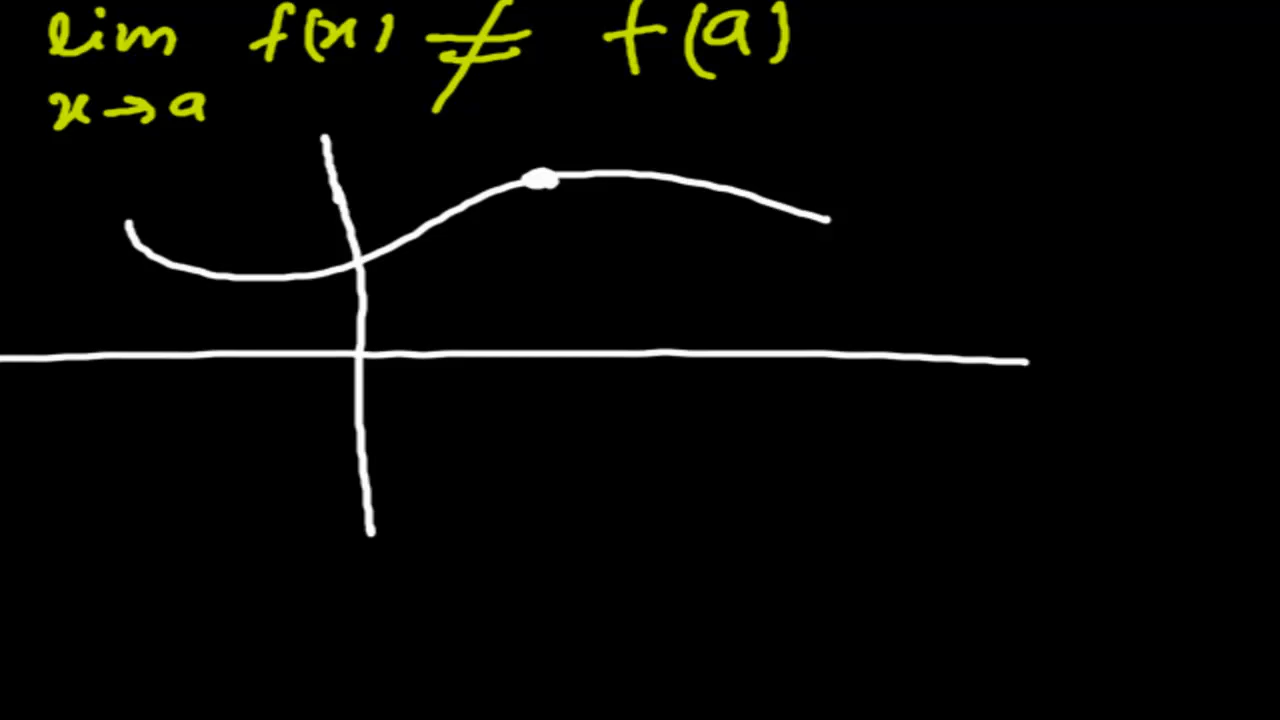 lim f(x) ≠ f(a)
x→a